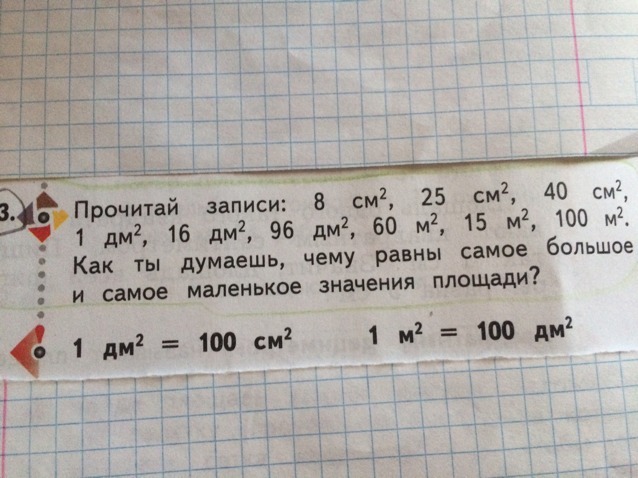 3. Прочитай записи: 8 см², 25 см², 40 см²,
1 дм², 16 дм², 96 дм², 60 м², 15 м², 100 м².
Как ты думаешь, чему равны самое большое
и самое маленькое значения площади?
1 дм² = 100 см² 1 м² = 100 дм²